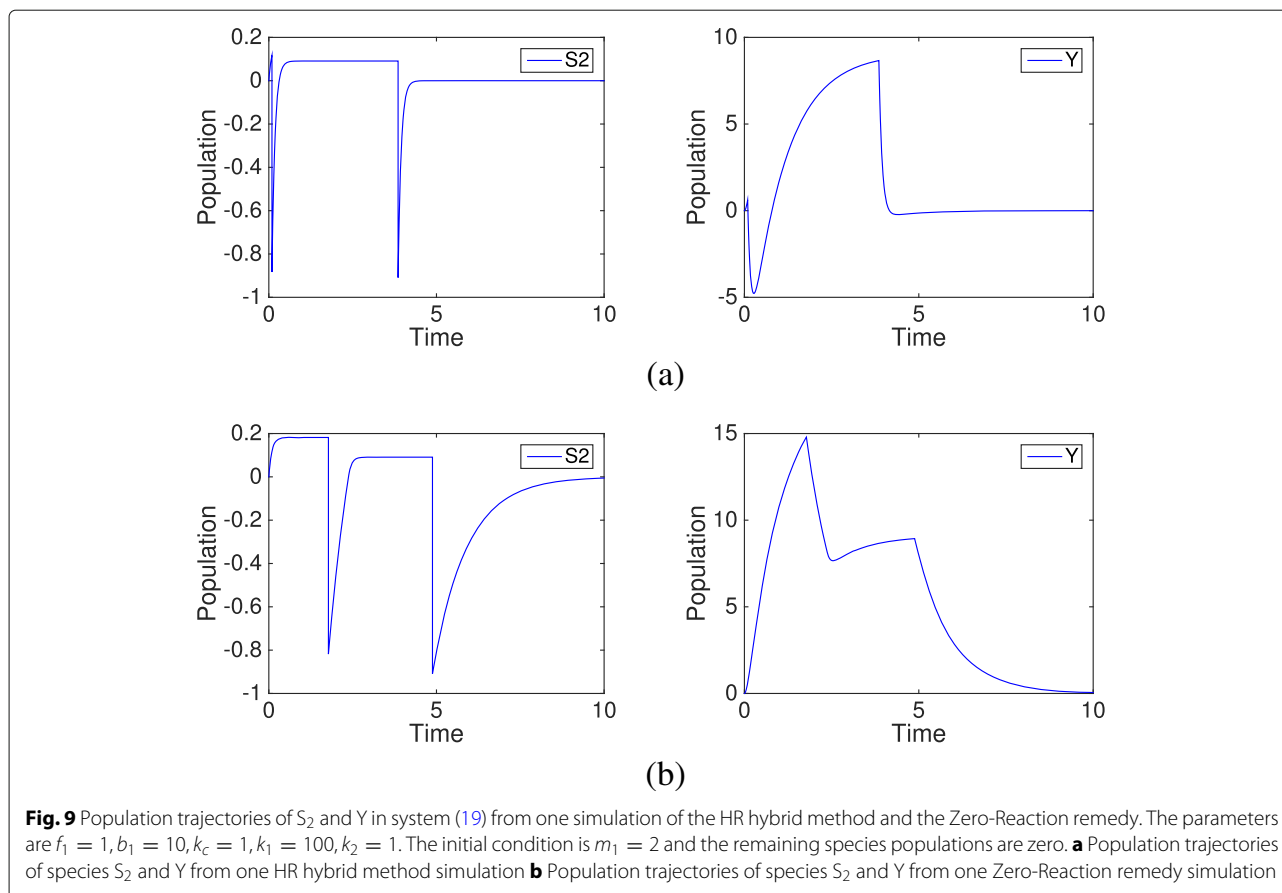 0.2
0
-0.2
-0.4
-0.6
-0.8
-1
Population
S2
0 5 10
Time
10
5
0
-5
Population
Y
0 5 10
Time
(a)
0.2
0
-0.2
-0.4
-0.6
-0.8
-1
Population
S2
0 5 10
Time
15
10
5
0
Population
Y
0 5 10
Time
(b)
Fig. 9 Population trajectories of S₂ and Y in system (19) from one simulation of the HR hybrid method and the Zero-Reaction remedy. The parameters
are f₁ = 1, b₁ = 10, k_c = 1, k₁ = 100, k₂ = 1. The initial condition is m₁ = 2 and the remaining species populations are zero. a Population trajectories
of species S₂ and Y from one HR hybrid method simulation b Population trajectories of species S₂ and Y from one Zero-Reaction remedy simulation